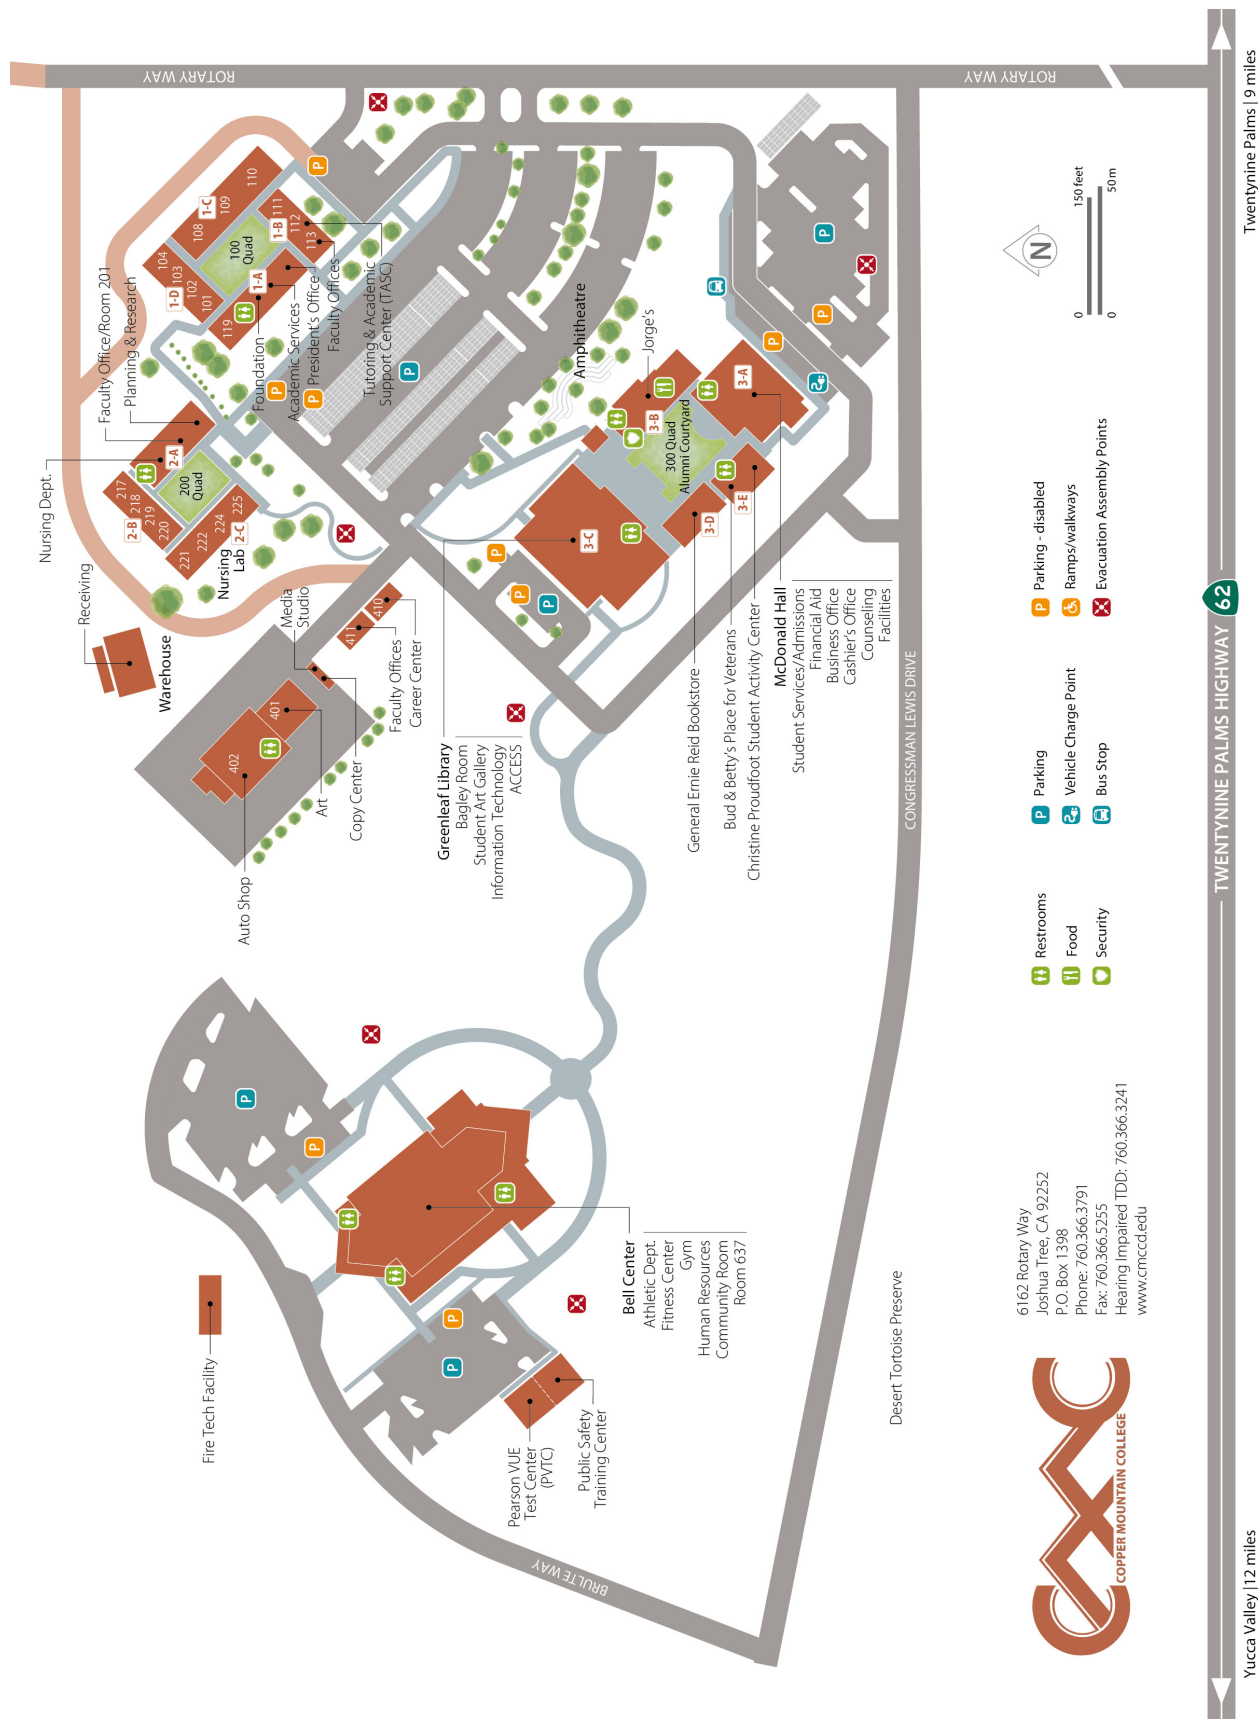 ROTARY WAY
ROTARY WAY
Nursing Dept.
Faculty Office/Room 201
Planning & Research
Receiving
Warehouse
217
218
219
220
2-B
2-A
200
Quad
221
222
224
225
2-C
Nursing
Lab
104
103
102
101
1-D
1-C
108
109
110
100
Quad
1-B
111
112
113
1-A
119
Foundation
Academic Services
President's Office
Faculty Offices
Tutoring & Academic
Support Center (TASC)
Media
Studio
410
411
Faculty Offices
Career Center
401
402
Auto Shop
Art
Copy Center
P
P
P
P
Amphitheatre
Jorge's
3-B
300 Quad
Alumni Courtyard
3-A
3-C
3-D
3-E
P
P
P
P
P
P
Greenleaf Library
Bagley Room
Student Art Gallery
Information Technology
ACCESS
General Ernie Reid Bookstore
Bud & Betty's Place for Veterans
Christine Proudfoot Student Activity Center
McDonald Hall
Student Services/Admissions
Financial Aid
Business Office
Cashier's Office
Counseling
Facilities
P
P
P
P
Fire Tech Facility
Bell Center
Athletic Dept.
Fitness Center
Gym
Human Resources
Community Room
Room 637
Pearson VUE
Test Center
(PVTC)
Public Safety
Training Center
BRULTE WAY
CONGRESSMAN LEWIS DRIVE
Desert Tortoise Preserve
N
0
150 feet
0
50 m
Restrooms
Food
Security
P Parking
Vehicle Charge Point
Bus Stop
P Parking - disabled
Ramps/walkways
Evacuation Assembly Points
COPPER MOUNTAIN COLLEGE
6162 Rotary Way
Joshua Tree, CA 92252
P.O. Box 1398
Phone: 760.366.3791
Fax: 760.366.5255
Hearing Impaired TDD: 760.366.3241
www.cmccd.edu
TWENTYNINE PALMS HIGHWAY
62
Yucca Valley | 12 miles
Twentynine Palms | 9 miles